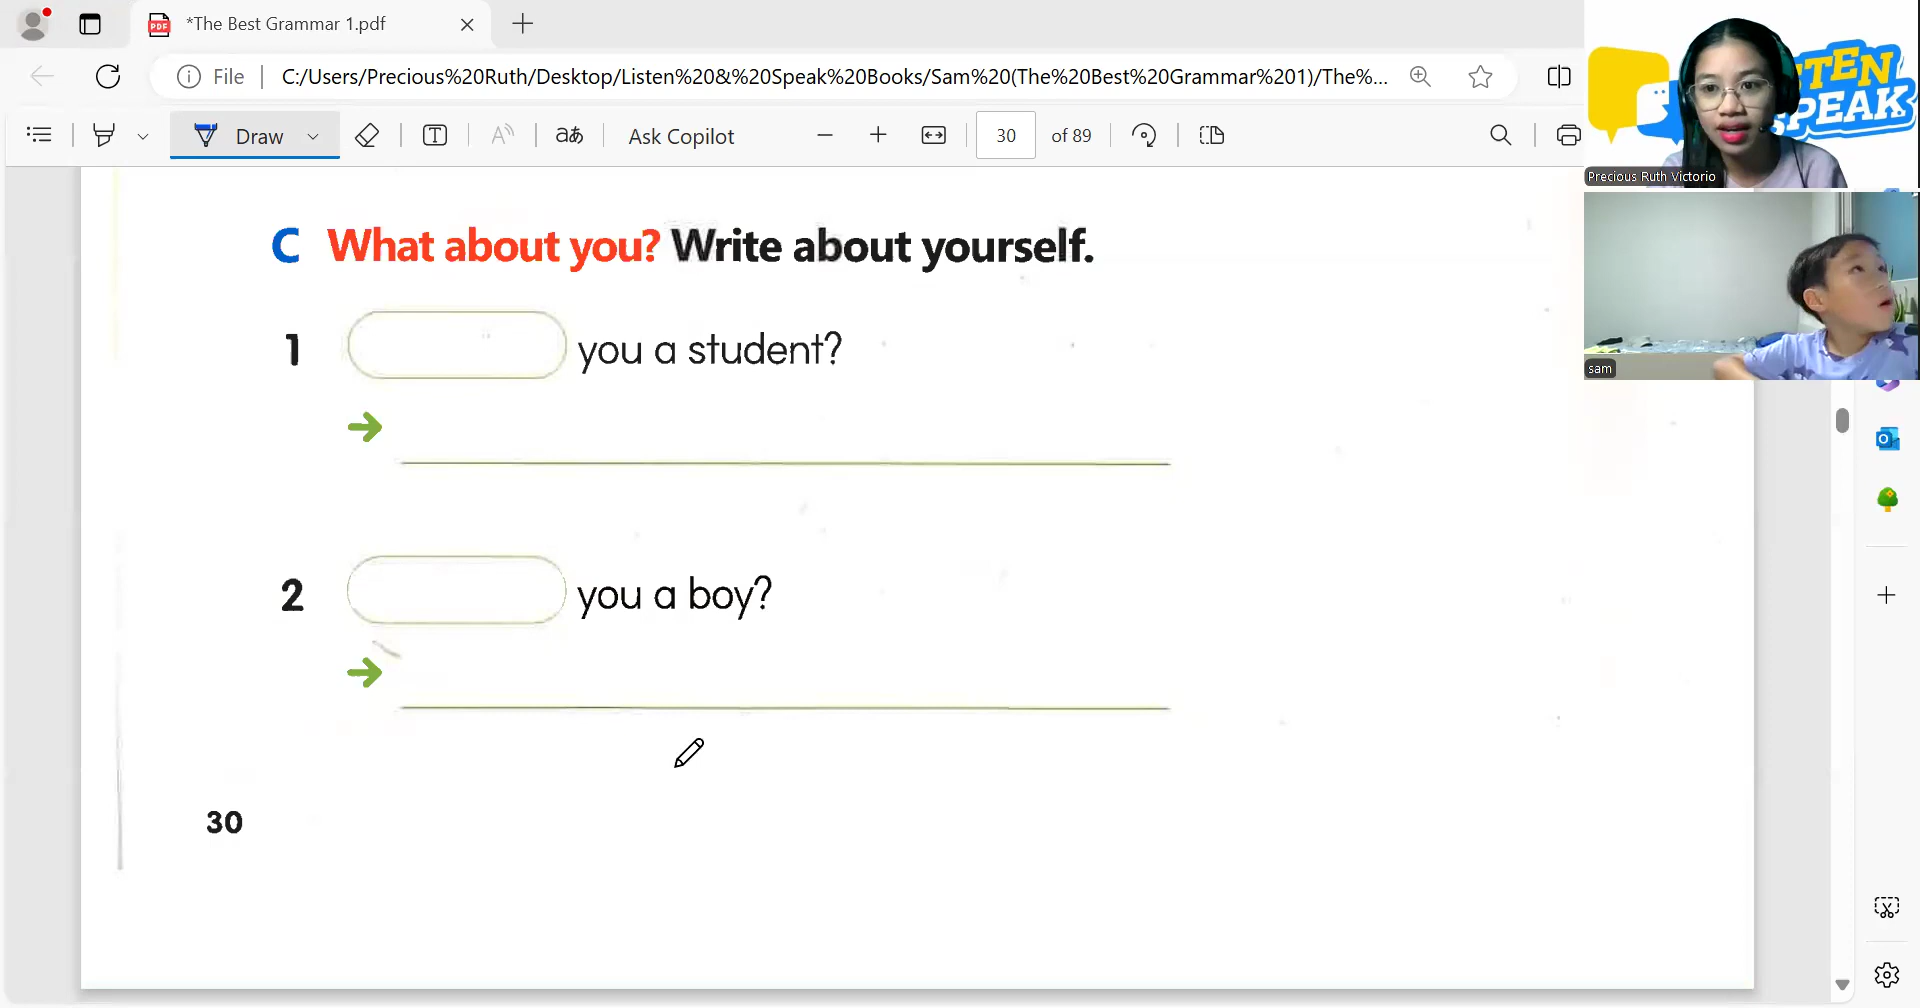 *The Best Grammar 1.pdf
File
C:/Users/Precious%20Ruth/Desktop/Listen%20&%20Speak%20Books/Sam%20(The%20Best%20Grammar%201)/The%...
Draw
Ask Copilot
30 of 89
TEN
SPEAK
Precious Ruth Victorio
sam
C What about you? Write about yourself.
1 you a student?
2 you a boy?
30